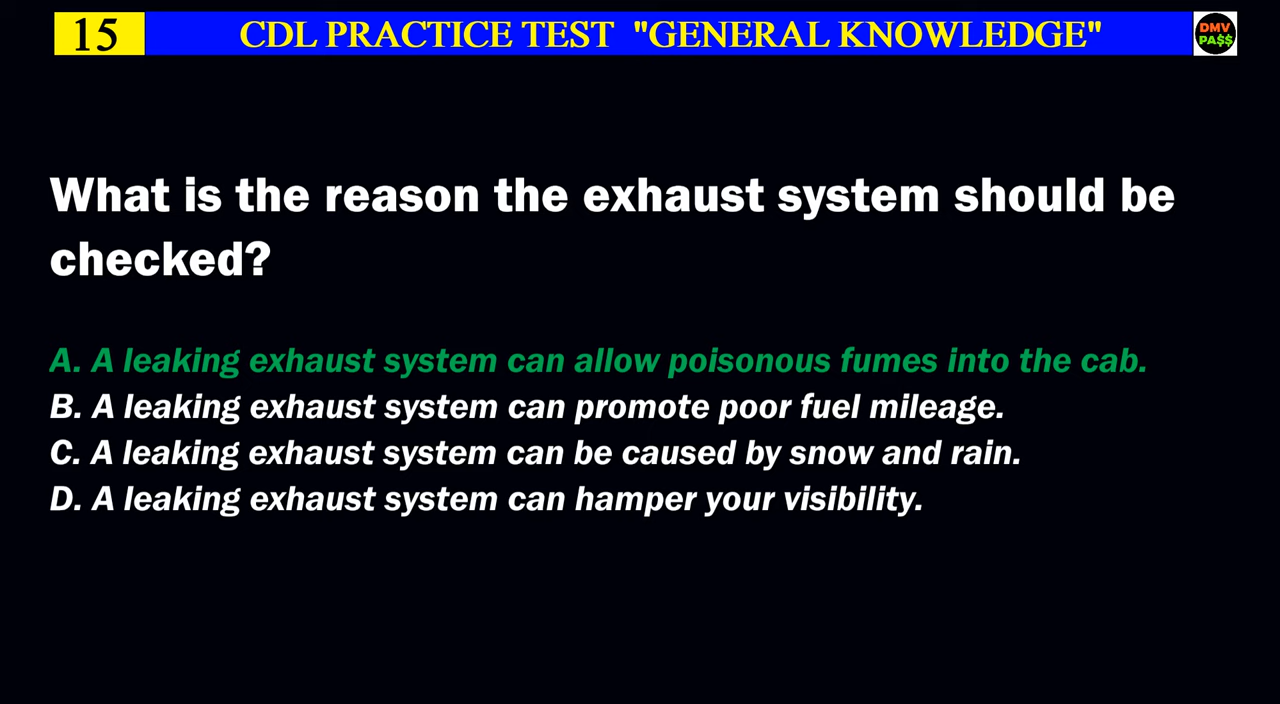 15
CDL PRACTICE TEST "GENERAL KNOWLEDGE"
DMV
PA$$
What is the reason the exhaust system should be
checked?
A. A leaking exhaust system can allow poisonous fumes into the cab.
B. A leaking exhaust system can promote poor fuel mileage.
C. A leaking exhaust system can be caused by snow and rain.
D. A leaking exhaust system can hamper your visibility.